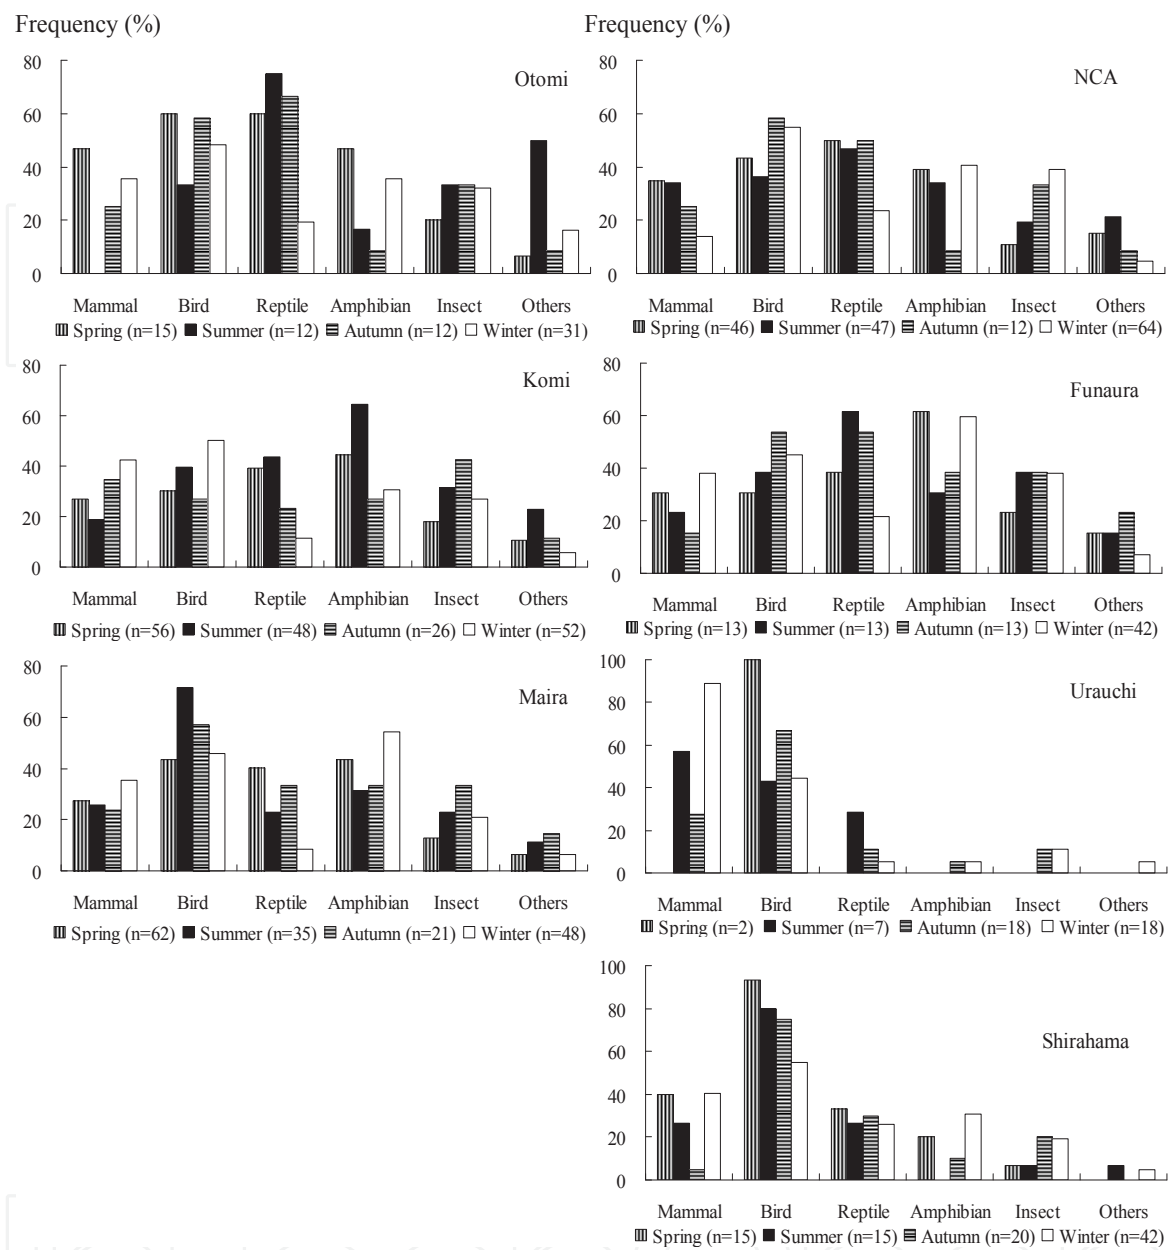 Frequency (%)
Frequency (%)
80
60
40
20
0
Otomi
Mammal Bird Reptile Amphibian Insect Others
Spring (n=15) Summer (n=12) Autumn (n=12) Winter (n=31)
80
60
40
20
0
NCA
Mammal Bird Reptile Amphibian Insect Others
Spring (n=46) Summer (n=47) Autumn (n=12) Winter (n=64)
80
60
40
20
0
Komi
Mammal Bird Reptile Amphibian Insect Others
Spring (n=56) Summer (n=48) Autumn (n=26) Winter (n=52)
80
60
40
20
0
Funaura
Mammal Bird Reptile Amphibian Insect Others
Spring (n=13) Summer (n=13) Autumn (n=13) Winter (n=42)
80
60
40
20
0
Maira
Mammal Bird Reptile Amphibian Insect Others
Spring (n=62) Summer (n=35) Autumn (n=21) Winter (n=48)
100
80
60
40
20
0
Urauchi
Mammal Bird Reptile Amphibian Insect Others
Spring (n=2) Summer (n=7) Autumn (n=18) Winter (n=18)
100
80
60
40
20
0
Shirahama
Mammal Bird Reptile Amphibian Insect Others
Spring (n=15) Summer (n=15) Autumn (n=20) Winter (n=42)